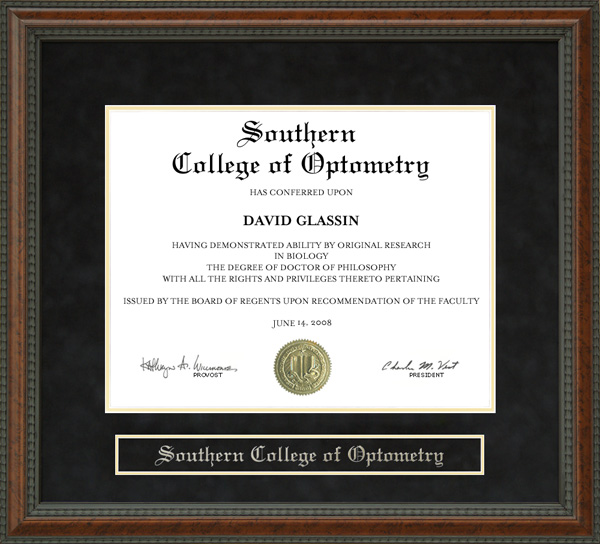 Southern
College of Optometry
HAS CONFERRED UPON
DAVID GLASSIN
HAVING DEMONSTRATED ABILITY BY ORIGINAL RESEARCH
IN BIOLOGY
THE DEGREE OF DOCTOR OF PHILOSOPHY
WITH ALL THE RIGHTS AND PRIVILEGES THERETO PERTAINING
ISSUED BY THE BOARD OF REGENTS UPON RECOMMENDATION OF THE FACULTY
JUNE 14, 2008
Charles M. Vest
PROVOST PRESIDENT
Southern College of Optometry